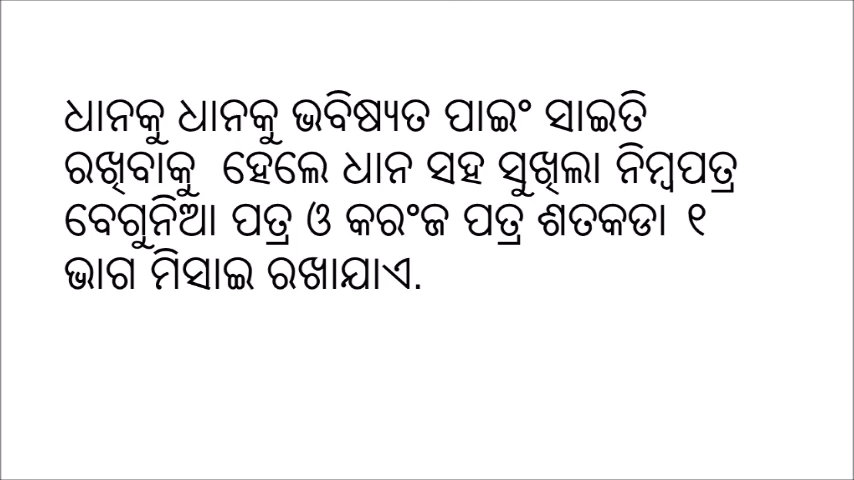 ଧାନକୁ ଧାନକୁ ଭବିଷ୍ୟତ ପାଇଂ ସାଇତି
ରଖିବାକୁ ହେଲେ ଧାନ ସହ ସୁଖିଲା ନିମ୍ବପତ୍ର
ବେଗୁନିଆ ପତ୍ର ଓ କରଂଜ ପତ୍ର ଶତକଡା ୧
ଭାଗ ମିସାଇ ରଖାଯାଏ.